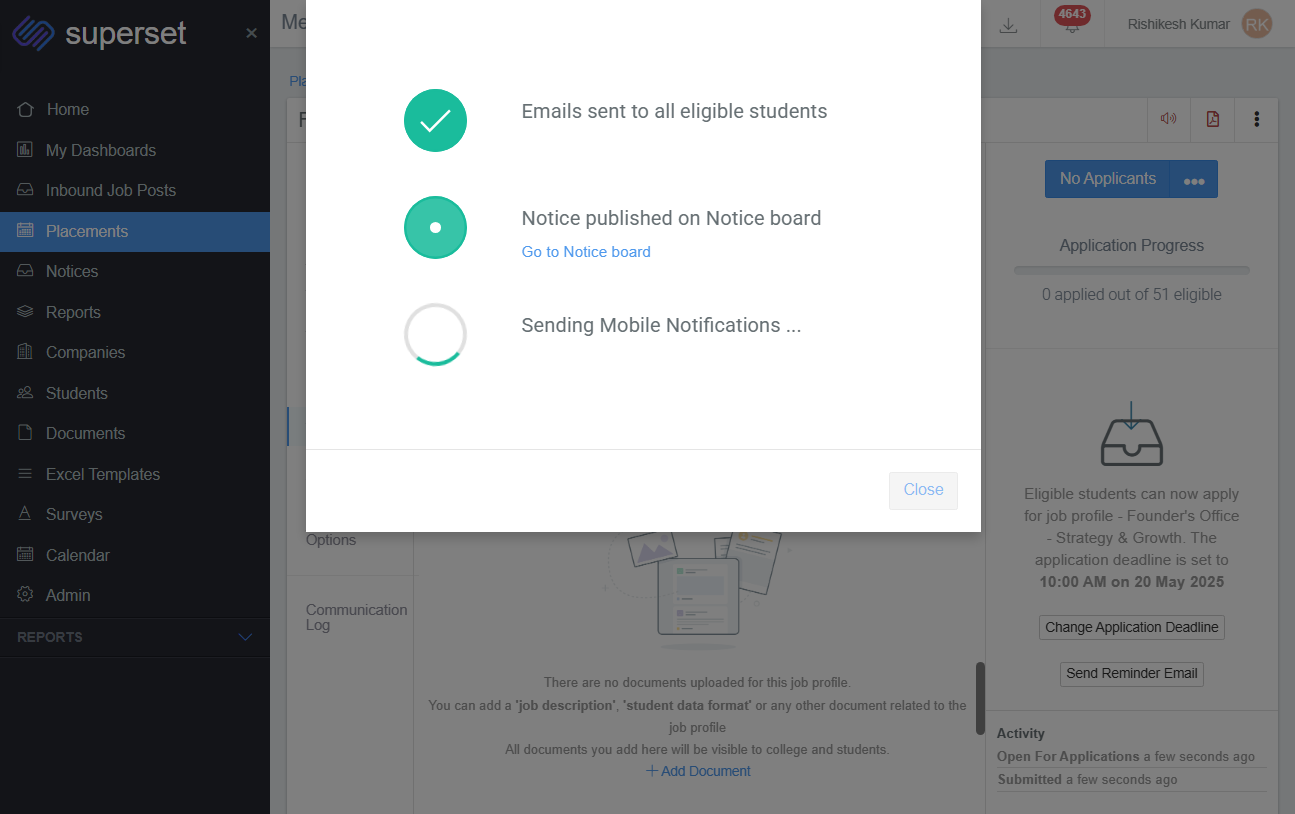 superset
×
Home
My Dashboards
Inbound Job Posts
Placements
Notices
Reports
Companies
Students
Documents
Excel Templates
Surveys
Calendar
Admin
REPORTS
Me
4643
Rishikesh Kumar
RK
Pla
Emails sent to all eligible students
Notice published on Notice board
Go to Notice board
Sending Mobile Notifications ...
Close
No Applicants
Application Progress
0 applied out of 51 eligible
Eligible students can now apply
for job profile - Founder's Office
- Strategy & Growth. The
application deadline is set to
10:00 AM on 20 May 2025
Change Application Deadline
Send Reminder Email
Activity
Open For Applications a few seconds ago
Submitted a few seconds ago
Options
Communication
Log
There are no documents uploaded for this job profile.
You can add a 'job description', 'student data format' or any other document related to the
job profile
All documents you add here will be visible to college and students.
+ Add Document